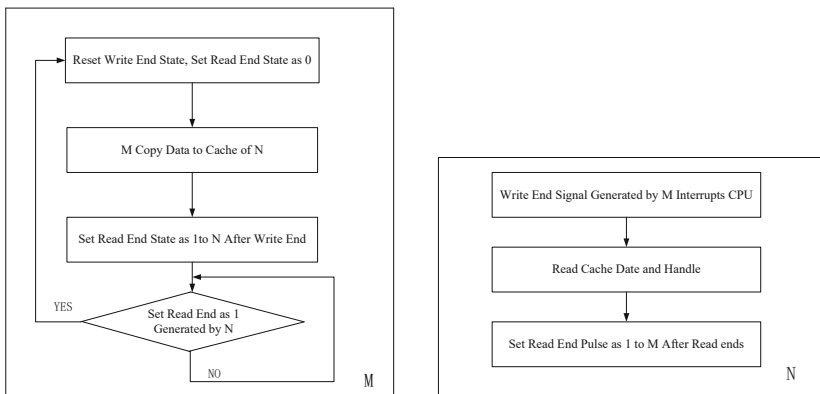 Reset Write End State, Set Read End State as 0
M Copy Data to Cache of N
Set Read End State as 1to N After Write End
YES
Set Read End as 1
Generated by N
NO
M
Write End Signal Generated by M Interrupts CPU
Read Cache Date and Handle
Set Read End Pulse as 1 to M After Read ends
N